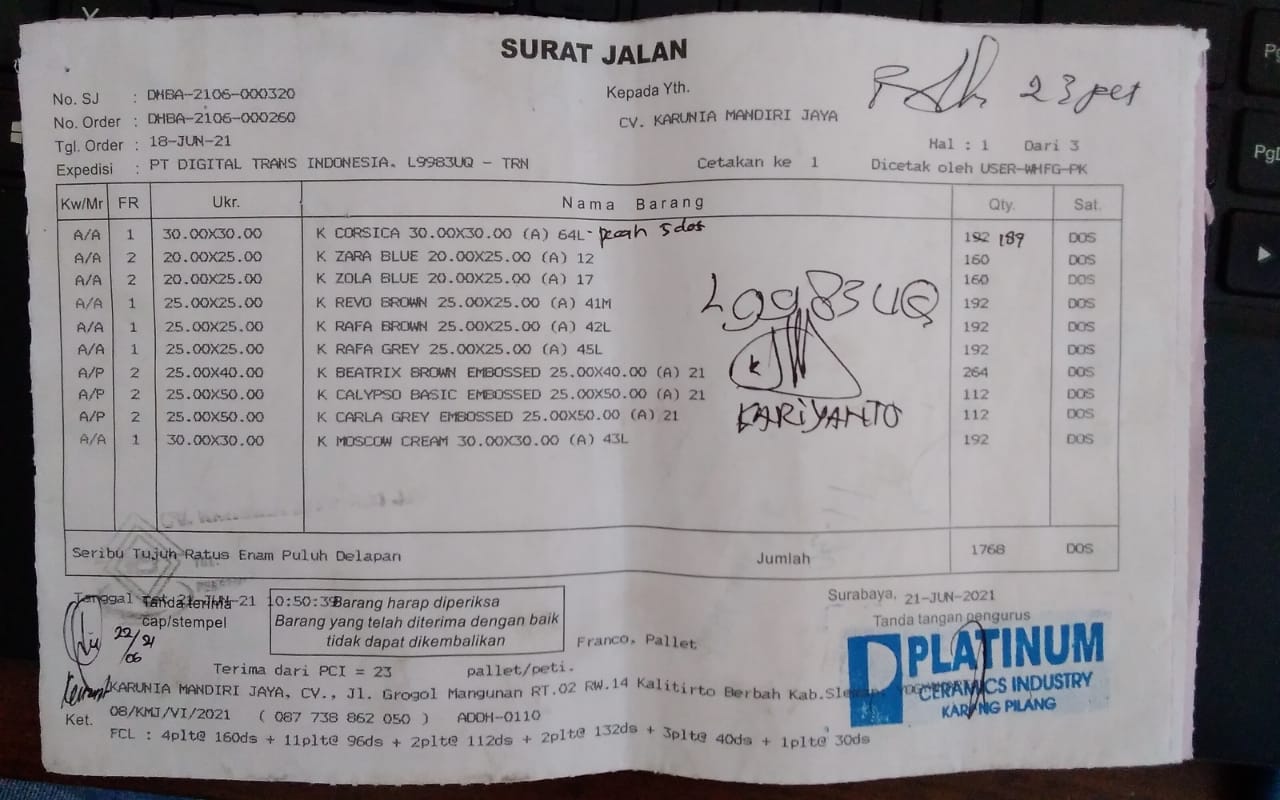 SURAT JALAN
23 pet
No. SJ : DHBA-2106-000320
No. Order : DHBA-2106-000260
Tgl. Order : 18-JUN-21
Expedisi : PT DIGITAL TRANS INDONESIA. L9983UQ - TRN
Kepada Yth.
CV. KARUNIA MANDIRI JAYA
Hal : 1 Dari 3
Cetakan ke 1 Dicetak oleh USER-WHFG-PK
Kw/Mr FR Ukr. Nama Barang Qty. Sat.
A/A 1 30.00X30.00 K CORSICA 30.00X30.00 (A) 64L - pecah 3 dos 192 189 DOS
A/A 2 20.00X25.00 K ZARA BLUE 20.00X25.00 (A) 12 160 DOS
A/A 2 20.00X25.00 K ZOLA BLUE 20.00X25.00 (A) 17 160 DOS
A/A 1 25.00X25.00 K REVO BROWN 25.00X25.00 (A) 41M 192 DOS
A/A 1 25.00X25.00 K RAFA BROWN 25.00X25.00 (A) 42L 192 DOS
A/A 1 25.00X25.00 K RAFA GREY 25.00X25.00 (A) 45L 192 DOS
A/P 2 25.00X40.00 K BEATRIX BROWN EMBOSSED 25.00X40.00 (A) 21 264 DOS
A/P 2 25.00X50.00 K CALYPSO BASIC EMBOSSED 25.00X50.00 (A) 21 112 DOS
A/P 2 25.00X50.00 K CARLA GREY EMBOSSED 25.00X50.00 (A) 21 112 DOS
A/A 1 30.00X30.00 K MOSCOW CREAM 30.00X30.00 (A) 43L 192 DOS
L9983UQ
KARIYANTO
Seribu Tujuh Ratus Enam Puluh Delapan Jumlah 1768 DOS
Tanggal 21-JUN-21 10:50:39
Tanda terima
cap/stempel
22/06 21
Barang harap diperiksa
Barang yang telah diterima dengan baik
tidak dapat dikembalikan
Franco, Pallet
Surabaya, 21-JUN-2021
Tanda tangan pengurus
PLATINUM
CERAMICS INDUSTRY
KARANG PILANG
Terima dari PCI = 23 pallet/peti.
KARUNIA MANDIRI JAYA, CV., Jl. Grogol Mangunan RT.02 RW.14 Kalitirto Berbah Kab.Sleman,
Ket. 08/KMJ/VI/2021 ( 087 738 862 050 ) ADDH-0110
FCL : 4plt@ 160ds + 11plt@ 96ds + 2plt@ 112ds + 2plt@ 132ds + 3plt@ 40ds + 1plt@ 30ds